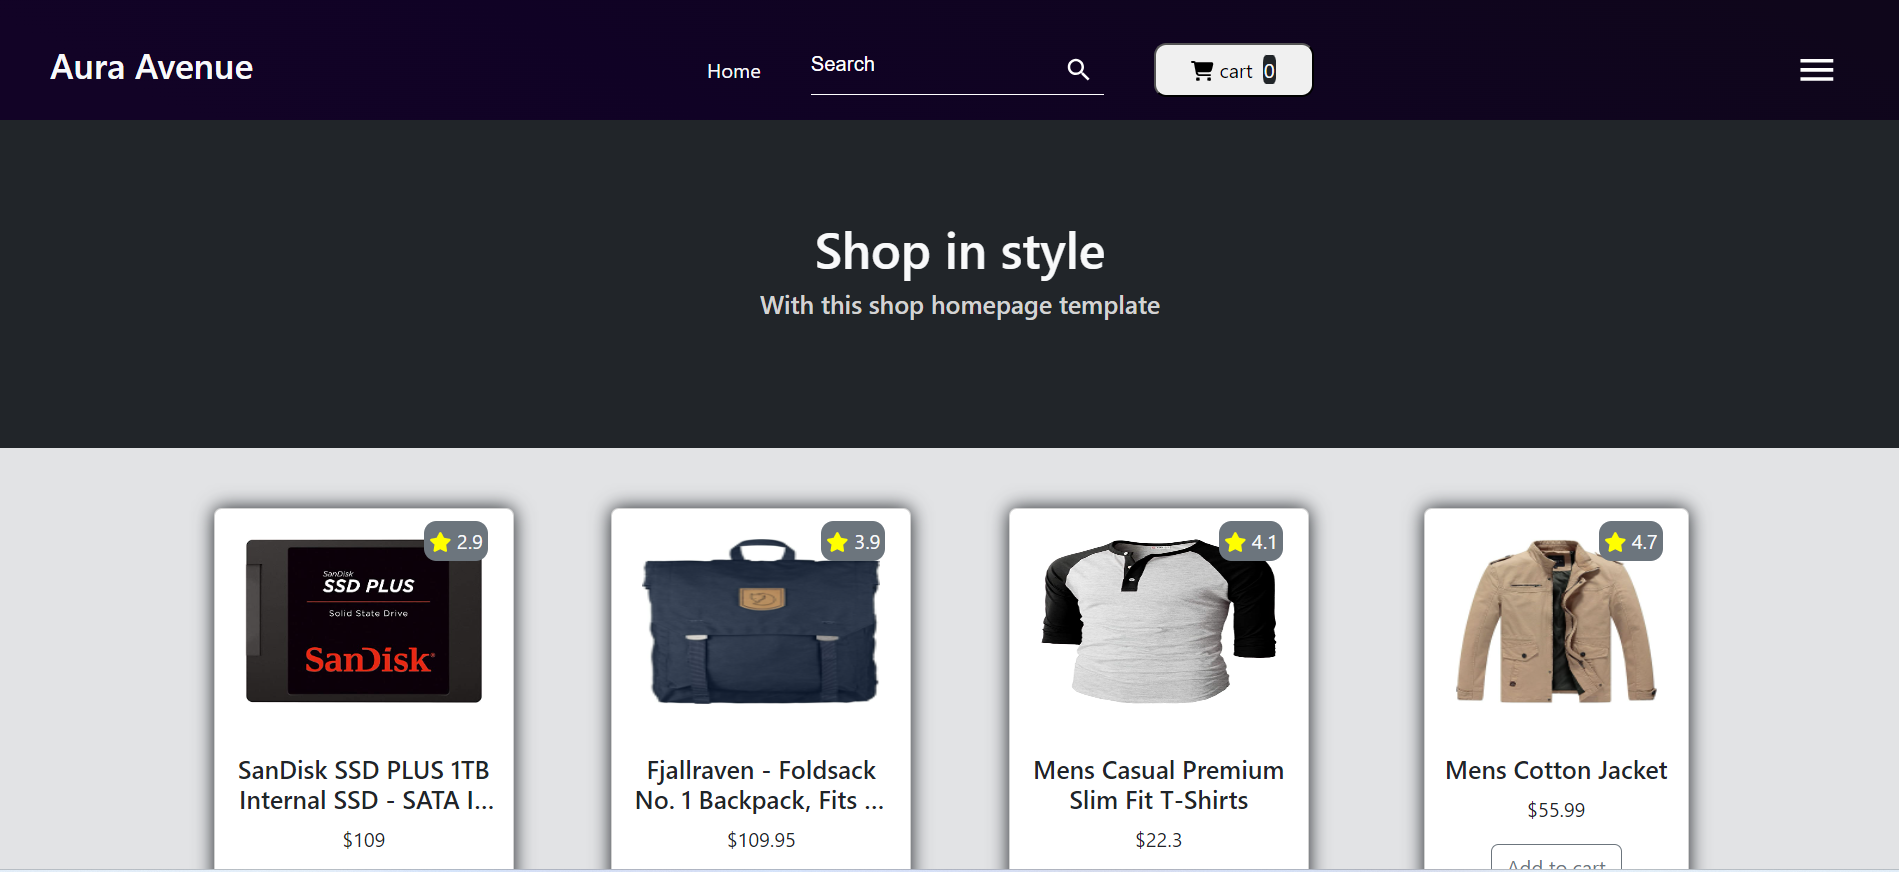 Aura Avenue
Home
Search
cart 0
Shop in style
With this shop homepage template
2.9
3.9
4.1
4.7
SanDisk
SSD PLUS
Solid State Drive
SanDisk®
SanDisk SSD PLUS 1TB
Internal SSD - SATA I...
$109
Fjallraven - Foldsack
No. 1 Backpack, Fits ...
$109.95
Mens Casual Premium
Slim Fit T-Shirts
$22.3
Mens Cotton Jacket
$55.99
Add to cart